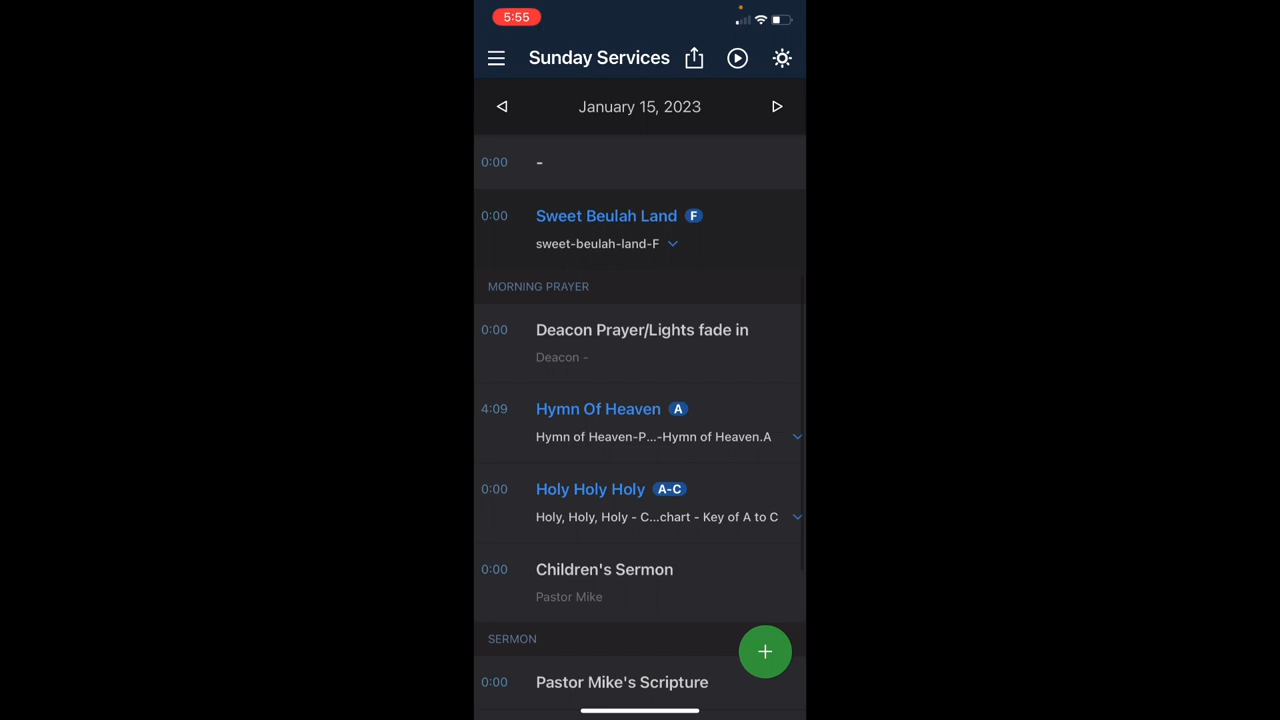 5:55
Sunday Services
January 15, 2023
0:00 -
0:00 Sweet Beulah Land F
sweet-beulah-land-F
MORNING PRAYER
0:00 Deacon Prayer/Lights fade in
Deacon -
4:09 Hymn Of Heaven A
Hymn of Heaven-P...-Hymn of Heaven.A
0:00 Holy Holy Holy A-C
Holy, Holy, Holy - C...chart - Key of A to C
0:00 Children's Sermon
Pastor Mike
SERMON
+
0:00 Pastor Mike's Scripture